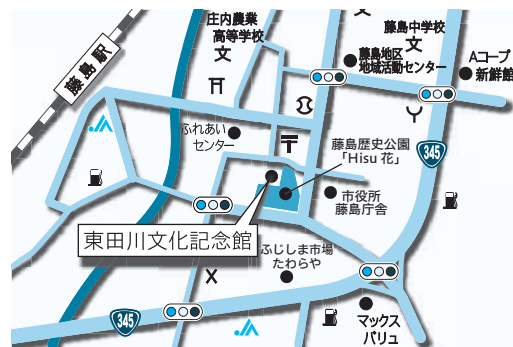 庄内農業
高等学校
藤島中学校
藤島駅
藤島地区
地域活動センター
Aコープ
新鮮館
JA
ふれあい
センター
藤島歴史公園
「Hisu 花」
345
市役所
藤島庁舎
東田川文化記念館
ふじしま市場
たわらや
345
JA
マックス
バリュ